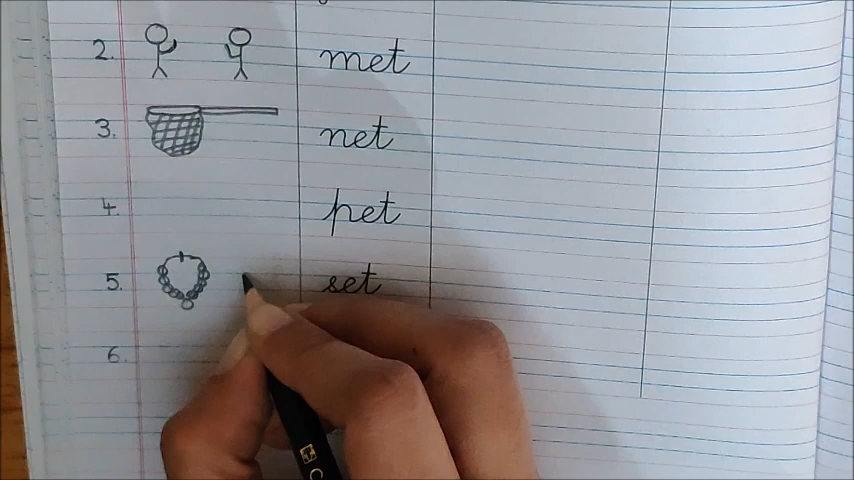 2. met
3. net
4. pet
5. set
6.